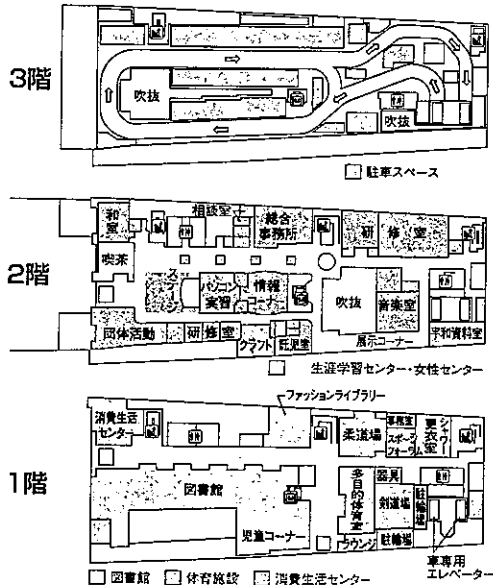 3階
吹抜
吹抜
駐車スペース
2階
和室
相談室
総合
事務所
研
修
室
喫茶
ステージ
パソコン
実習
情報
コーナー
吹抜
音楽室
団体活動
研
修
室
クラフト
託児室
展示コーナー
平和資料室
生涯学習センター・女性センター
ファッションライブラリー
1階
消費生活
センター
柔道場
事務室
スポーツ
フォーラム
更衣室
シャワー
図書館
児童コーナー
多目的体育室
器具
剣道場
駐輪場
ラウンジ
駐輪場
車専用
エレベーター
図書館
体育施設
消費生活センター